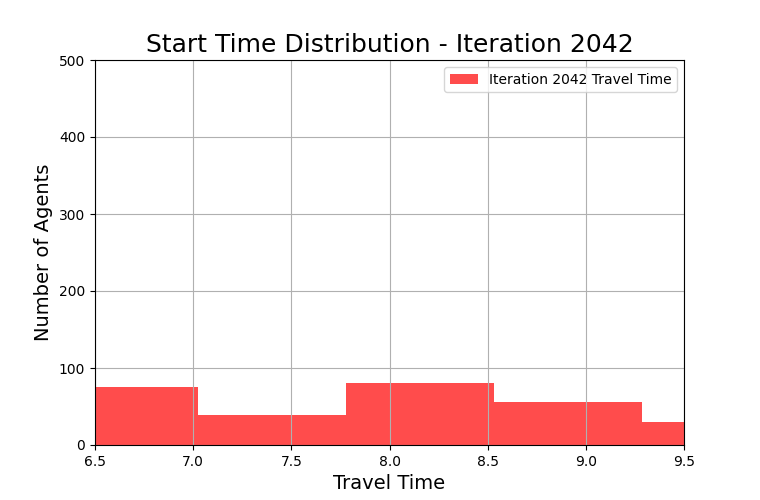 Start Time Distribution - Iteration 2042
500
Iteration 2042 Travel Time
400
300
200
100
0
Number of Agents
6.5 7.0 7.5 8.0 8.5 9.0 9.5
Travel Time